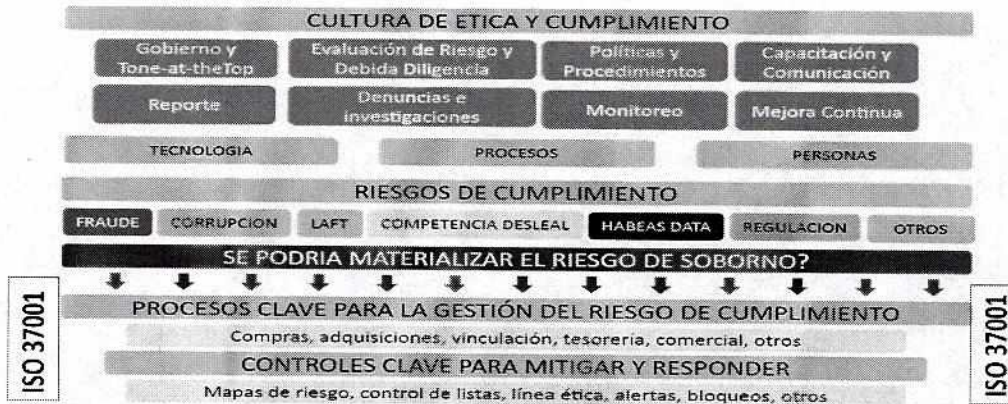 CULTURA DE ETICA Y CUMPLIMIENTO
Gobierno y
Tone-at-theTop
Evaluación de Riesgo y
Debida Diligencia
Políticas y
Procedimientos
Capacitación y
Comunicación
Reporte
Denuncias e
investigaciones
Monitoreo
Mejora Continua
TECNOLOGIA
PROCESOS
PERSONAS
RIESGOS DE CUMPLIMIENTO
FRAUDE
CORRUPCION
LAFT
COMPETENCIA DESLEAL
HABEAS DATA
REGULACION
OTROS
SE PODRIA MATERIALIZAR EL RIESGO DE SOBORNO?
ISO 37001
PROCESOS CLAVE PARA LA GESTIÓN DEL RIESGO DE CUMPLIMIENTO
Compras, adquisiciones, vinculación, tesorería, comercial, otros
CONTROLES CLAVE PARA MITIGAR Y RESPONDER
Mapas de riesgo, control de listas, línea ética, alertas, bloqueos, otros
ISO 37001